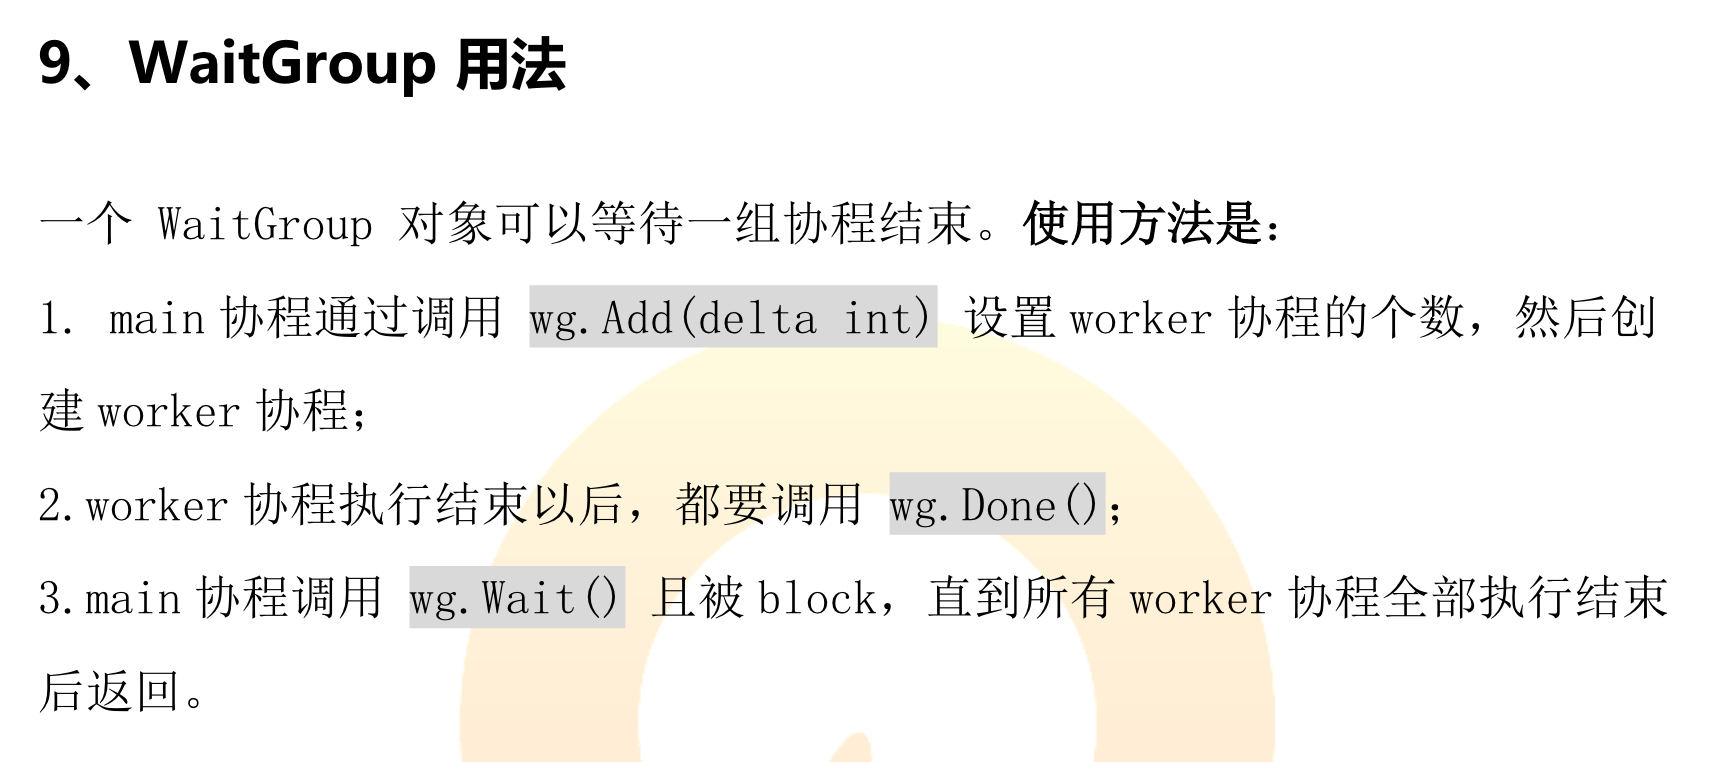 9、WaitGroup 用法
一个 WaitGroup 对象可以等待一组协程结束。使用方法是：
1. main 协程通过调用 wg.Add(delta int) 设置 worker 协程的个数，然后创
建 worker 协程；
2.worker 协程执行结束以后，都要调用 wg.Done()；
3.main 协程调用 wg.Wait() 且被 block，直到所有 worker 协程全部执行结束
后返回。